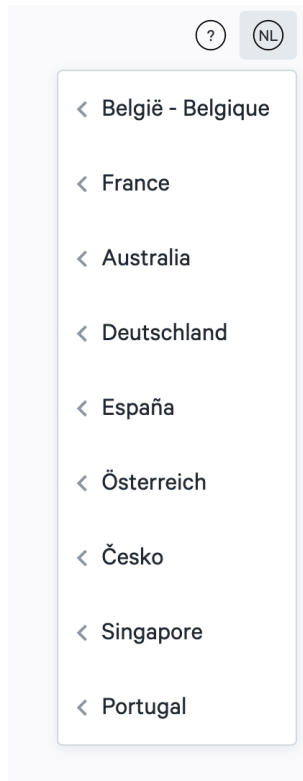 ? NL
België - Belgique
France
Australia
Deutschland
España
Österreich
Česko
Singapore
Portugal